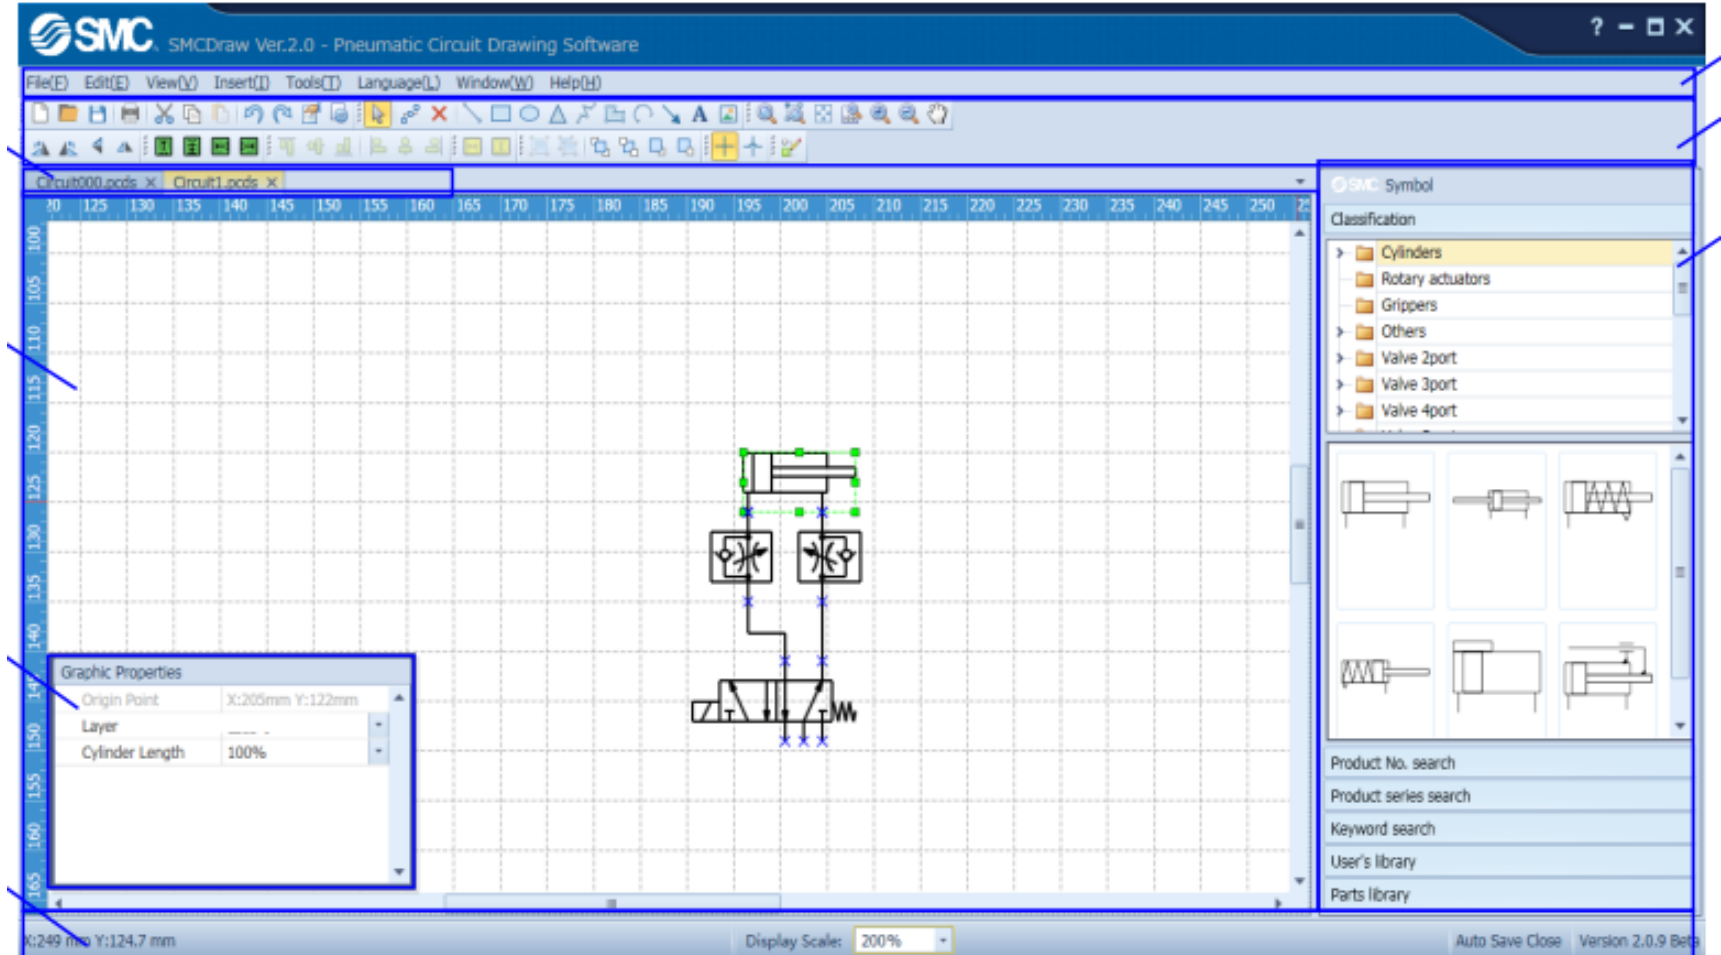 SMC. SMCDraw Ver.2.0 - Pneumatic Circuit Drawing Software
? − □ X
File(F) Edit(E) View(V) Insert(I) Tools(T) Language(L) Window(W) Help(H)
Circuit000.pcds X Circuit1.pcds X
20 125 130 135 140 145 150 155 160 165 170 175 180 185 190 195 200 205 210 215 220 225 230 235 240 245 250
100
105
110
115
120
125
130
135
140
150
155
160
165
SMC Symbol
Classification
Cylinders
Rotary actuators
Grippers
Others
Valve 2port
Valve 3port
Valve 4port
Graphic Properties
Origin Point X:205mm Y:122mm
Layer
Cylinder Length 100%
Product No. search
Product series search
Keyword search
User's library
Parts library
X:249 mm Y:124.7 mm
Display Scale: 200%
Auto Save Close Version 2.0.9 Beta